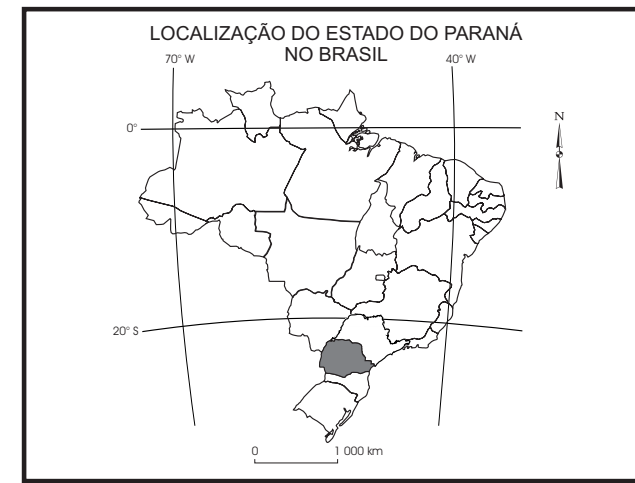 LOCALIZAÇÃO DO ESTADO DO PARANÁ
NO BRASIL
70° W
40° W
N
0°
20° S
0
1 000 km